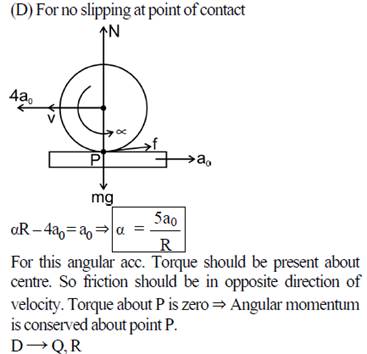 (D) For no slipping at point of contact
N
4a₀
v
∝
f
P
a₀
mg
αR – 4a₀ = a₀ ⇒ α = 5a₀/R
For this angular acc. Torque should be present about
centre. So friction should be in opposite direction of
velocity. Torque about P is zero ⇒ Angular momentum
is conserved about point P.
D → Q, R